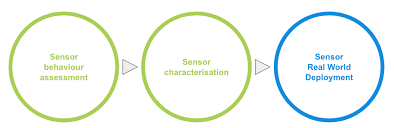 Sensor
behaviour
assessment
Sensor
characterisation
Sensor
Real World
Deployment